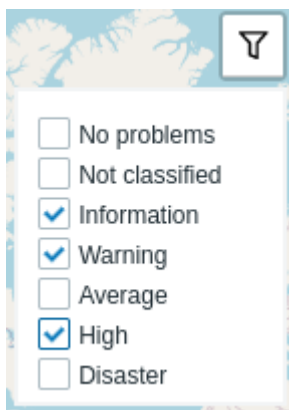 No problems
Not classified
Information
Warning
Average
High
Disaster